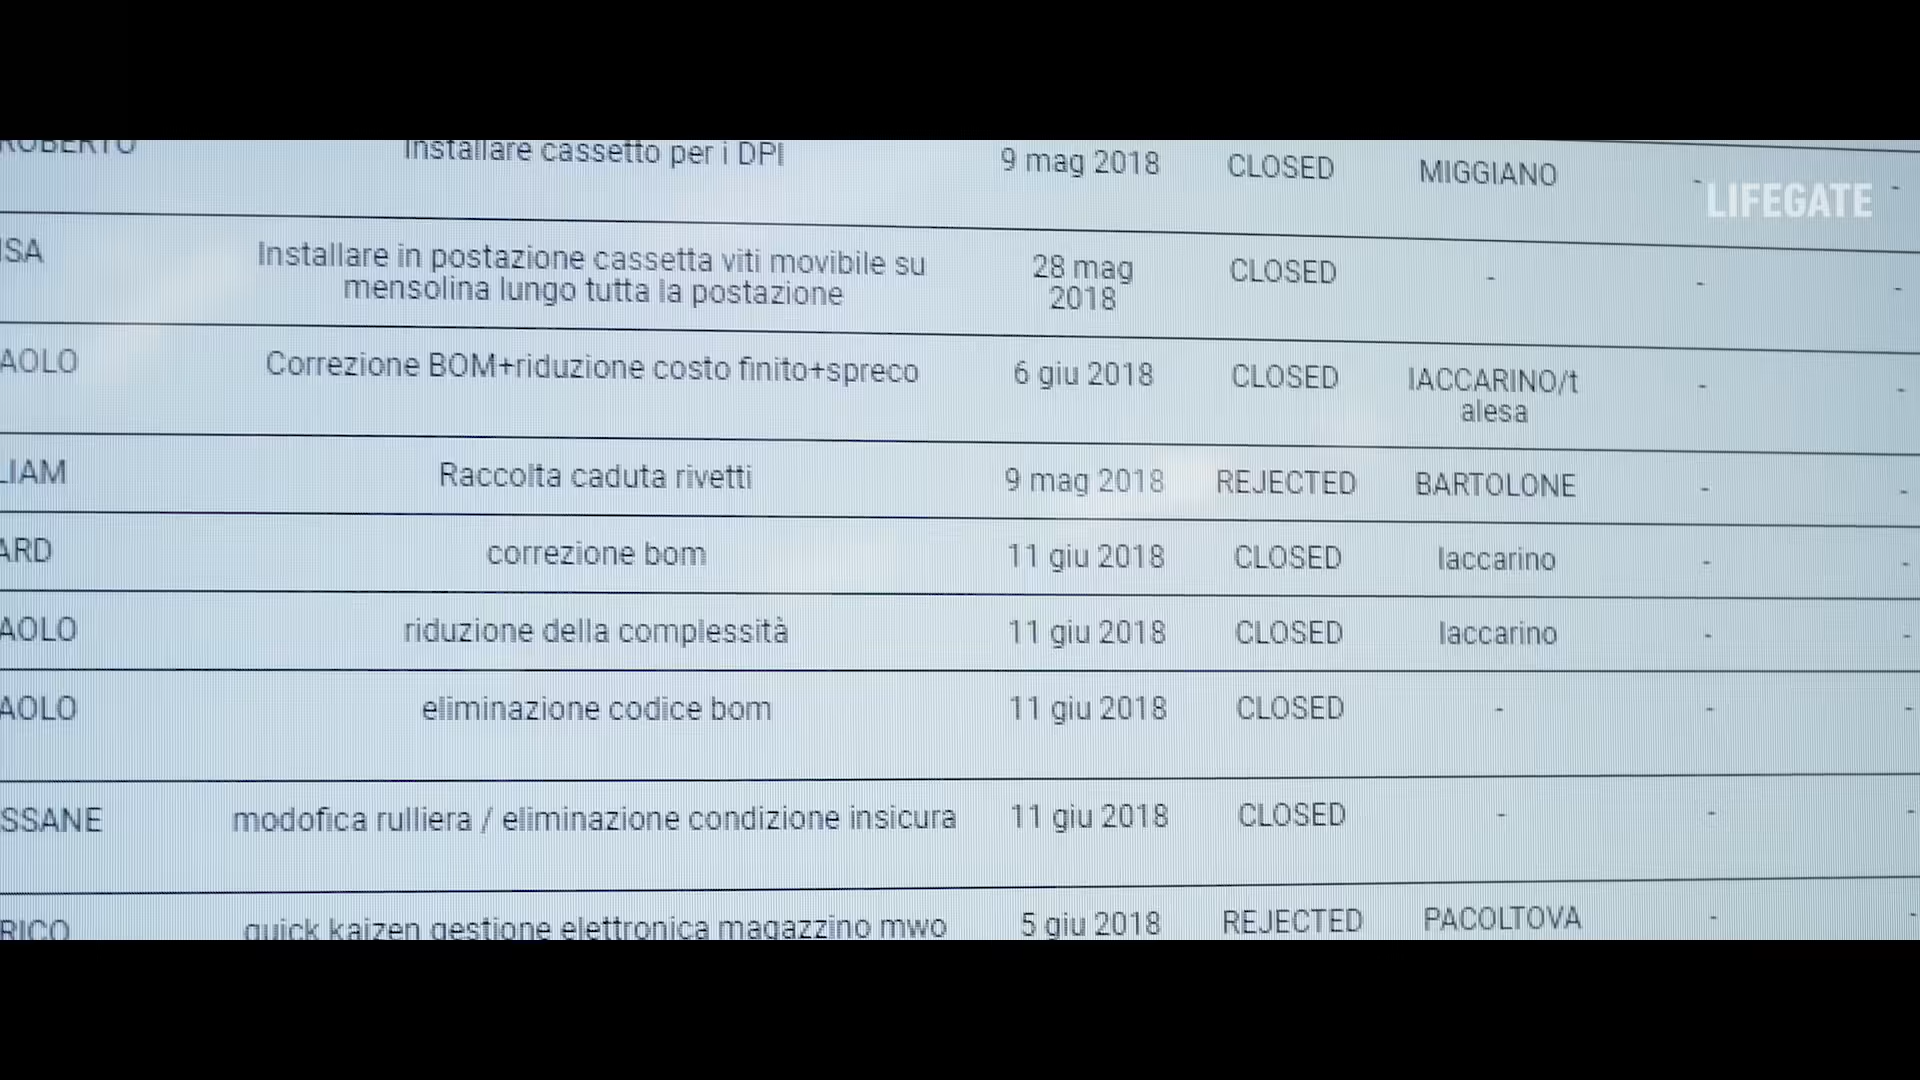 ROBERTO Installare cassetto per i DPI 9 mag 2018 CLOSED MIGGIANO - -
LIFEGATE
ISA Installare in postazione cassetta viti movibile su 28 mag CLOSED - - -
mensolina lungo tutta la postazione 2018
AOLO Correzione BOM+riduzione costo finito+spreco 6 giu 2018 CLOSED IACCARINO/t - -
alesa
LIAM Raccolta caduta rivetti 9 mag 2018 REJECTED BARTOLONE - -
ARD correzione bom 11 giu 2018 CLOSED Iaccarino - -
AOLO riduzione della complessità 11 giu 2018 CLOSED Iaccarino - -
AOLO eliminazione codice bom 11 giu 2018 CLOSED - - -
SSANE modofica rulliera / eliminazione condizione insicura 11 giu 2018 CLOSED - - -
RICO quick kaizen gestione elettronica magazzino mwo 5 giu 2018 REJECTED PACOLTOVA - -